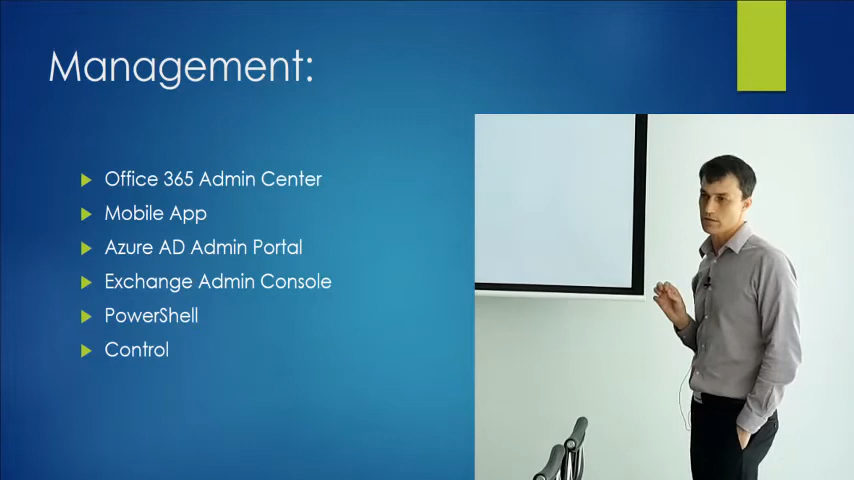 Management:
Office 365 Admin Center
Mobile App
Azure AD Admin Portal
Exchange Admin Console
PowerShell
Control